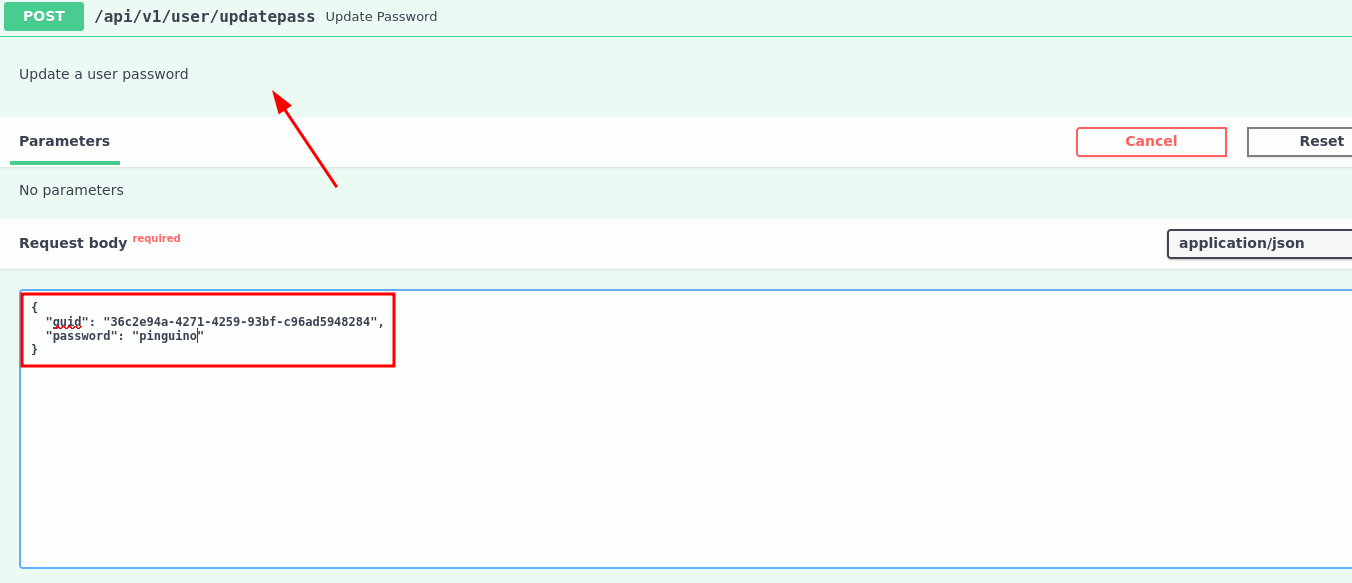 POST /api/v1/user/updatepass Update Password
Update a user password
Parameters
Cancel
Reset
No parameters
Request body required
application/json
{
"guid": "36c2e94a-4271-4259-93bf-c96ad5948284",
"password": "pinguino"
}